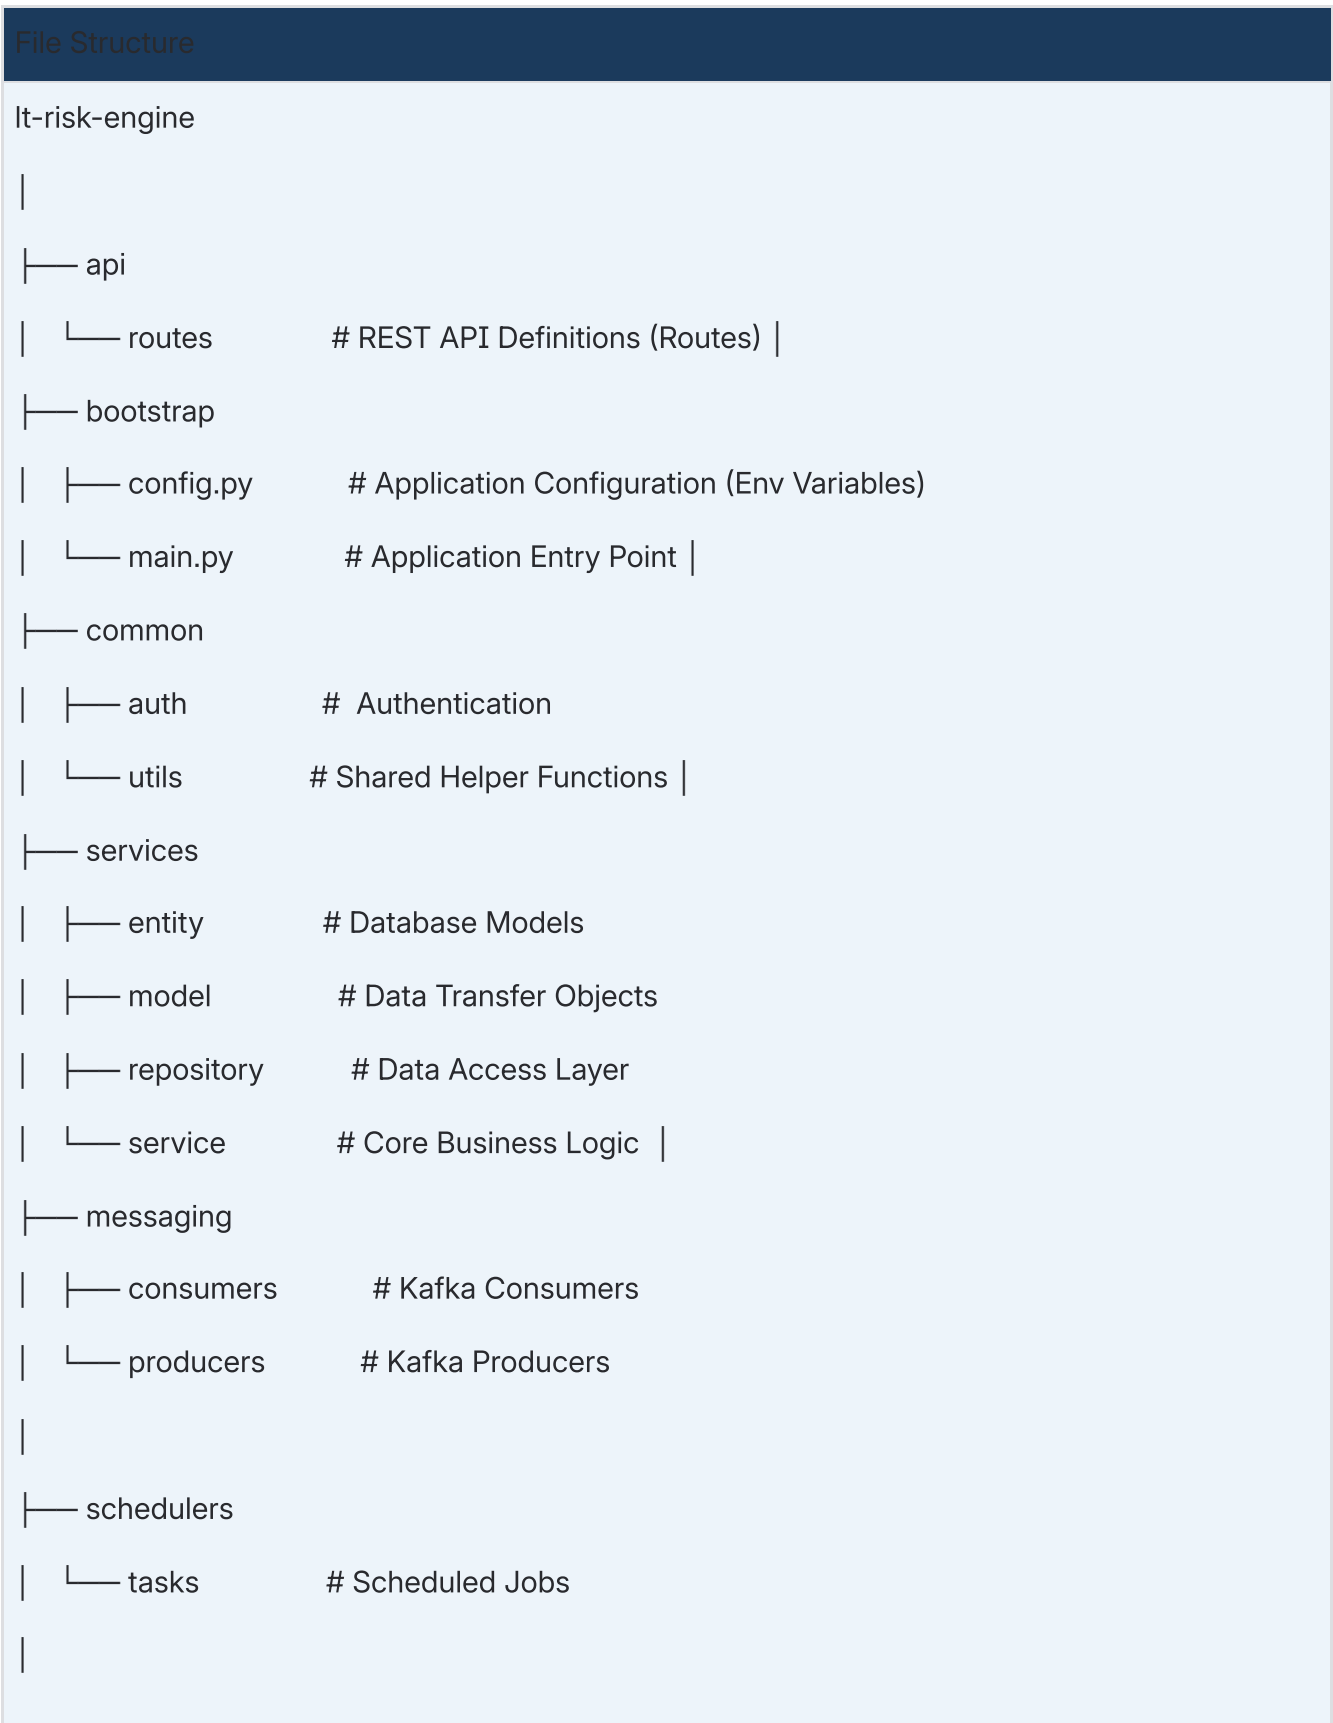 File Structure
lt-risk-engine
│
├── api
│   └── routes              # REST API Definitions (Routes) │
├── bootstrap
│   ├── config.py           # Application Configuration (Env Variables)
│   └── main.py             # Application Entry Point │
├── common
│   ├── auth                #  Authentication
│   └── utils               # Shared Helper Functions │
├── services
│   ├── entity              # Database Models
│   ├── model               # Data Transfer Objects
│   ├── repository          # Data Access Layer
│   └── service             # Core Business Logic  │
├── messaging
│   ├── consumers           # Kafka Consumers
│   └── producers           # Kafka Producers
│
├── schedulers
│   └── tasks               # Scheduled Jobs
│